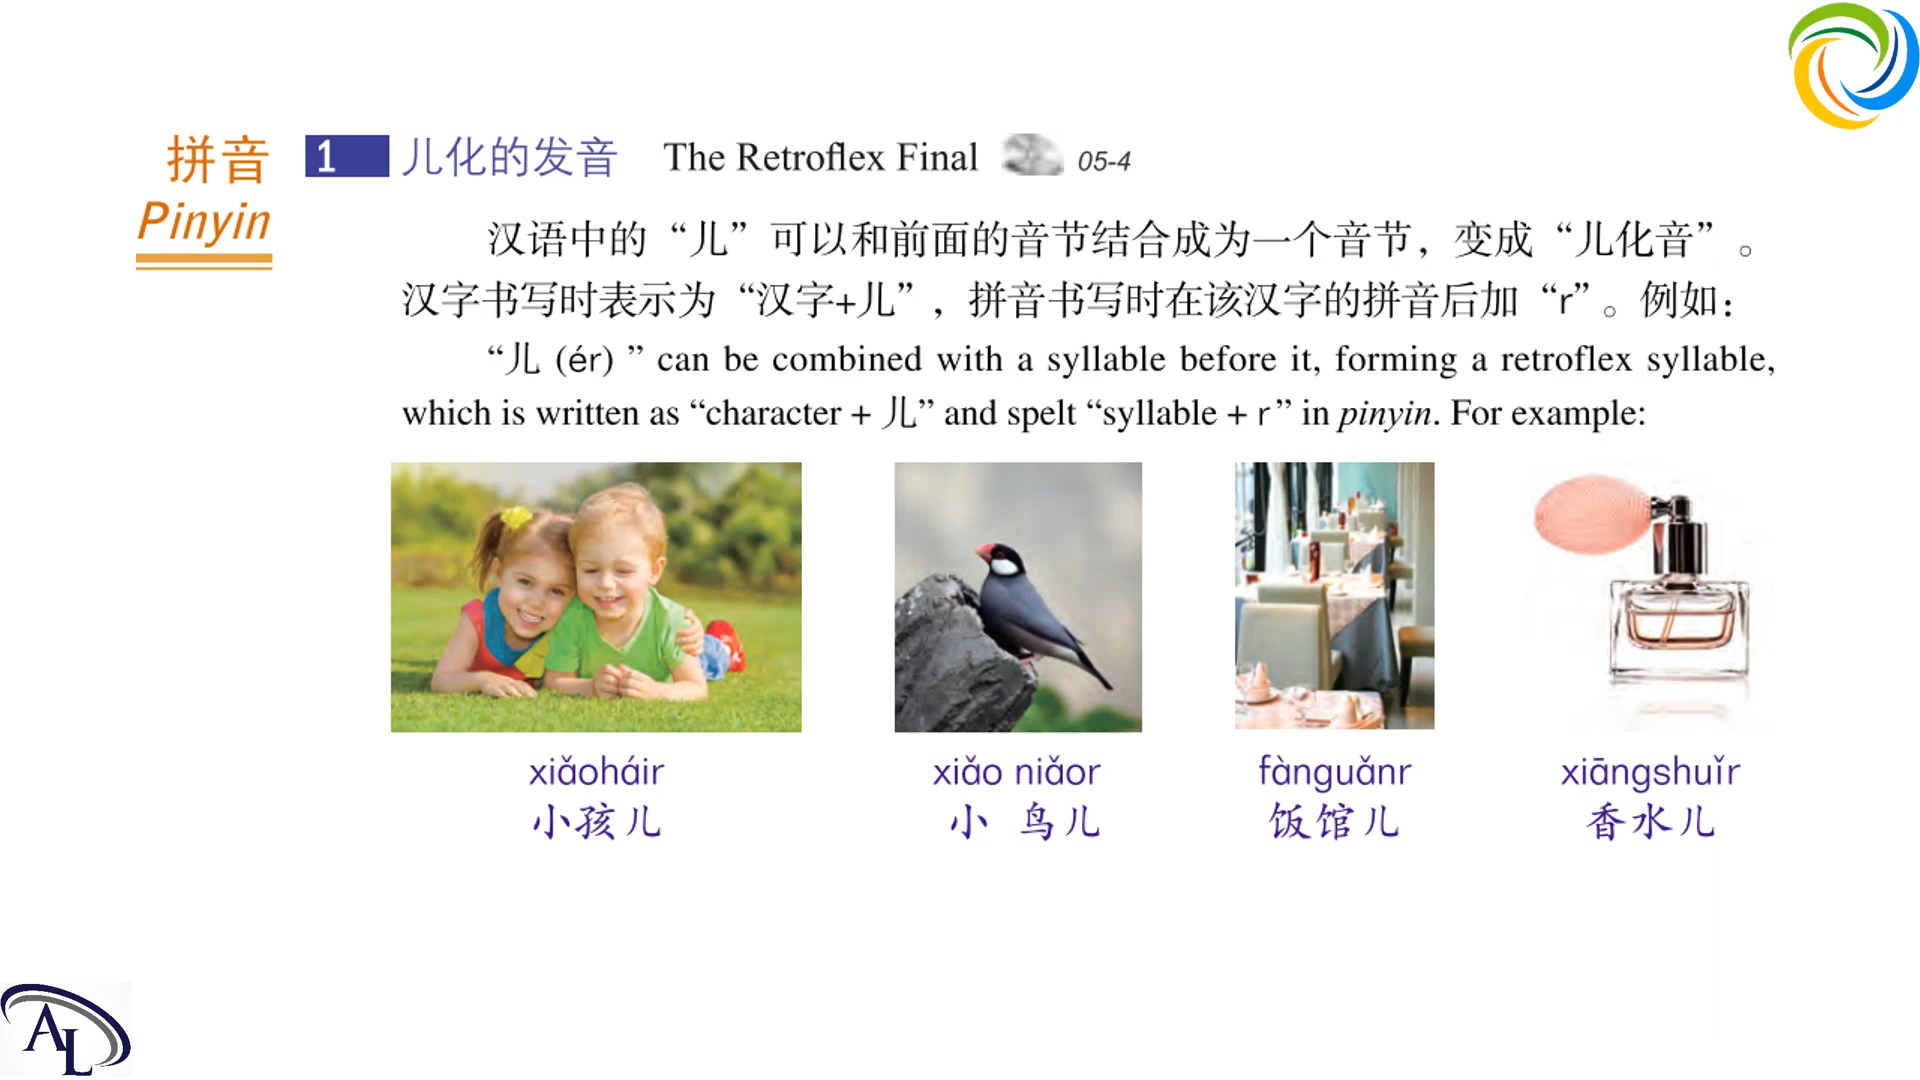 拼音
Pinyin
1 儿化的发音 The Retroflex Final 05-4
汉语中的“儿”可以和前面的音节结合成为一个音节，变成“儿化音”。
汉字书写时表示为“汉字+儿”，拼音书写时在该汉字的拼音后加“r”。例如：
“儿 (ér) ” can be combined with a syllable before it, forming a retroflex syllable,
which is written as “character + 儿” and spelt “syllable + r ” in pinyin. For example:
xiǎoháir xiǎo niǎor fànguǎnr xiāngshuǐr
小孩儿 小 鸟儿 饭馆儿 香水儿
AL